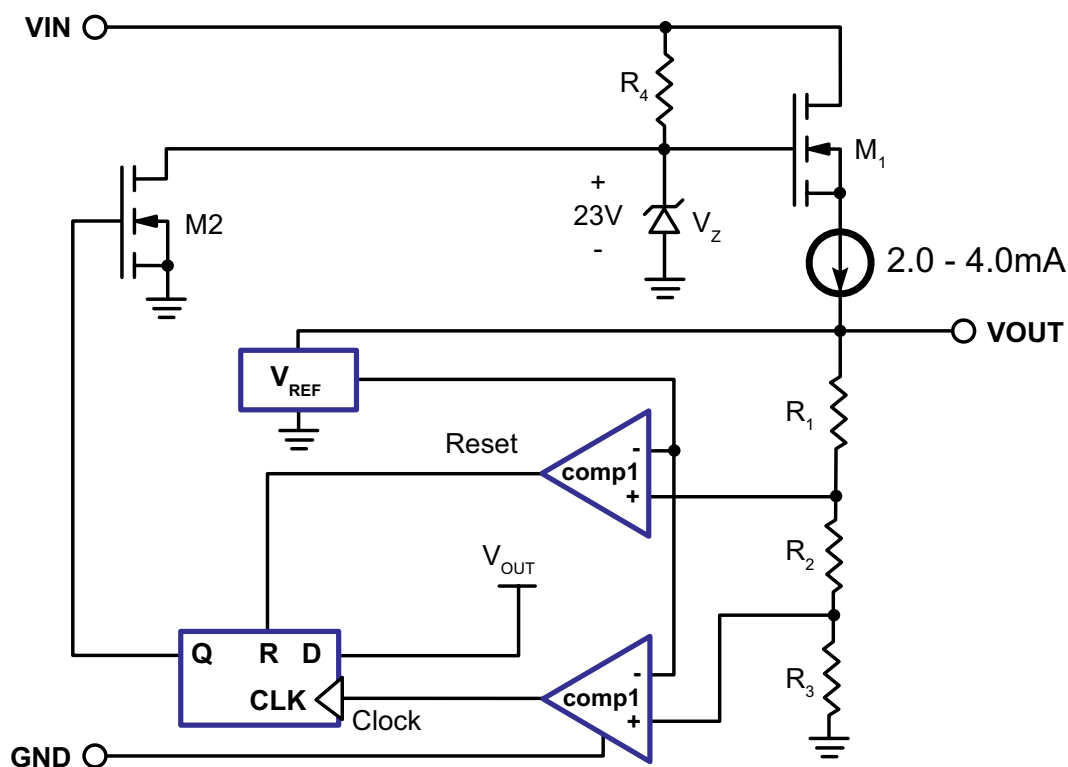 VIN
R4
M1
M2
+
23V
-
VZ
2.0 - 4.0mA
VOUT
VREF
R1
Reset
-
comp1
+
R2
VOUT
Q R D
CLK
Clock
-
comp1
+
R3
GND